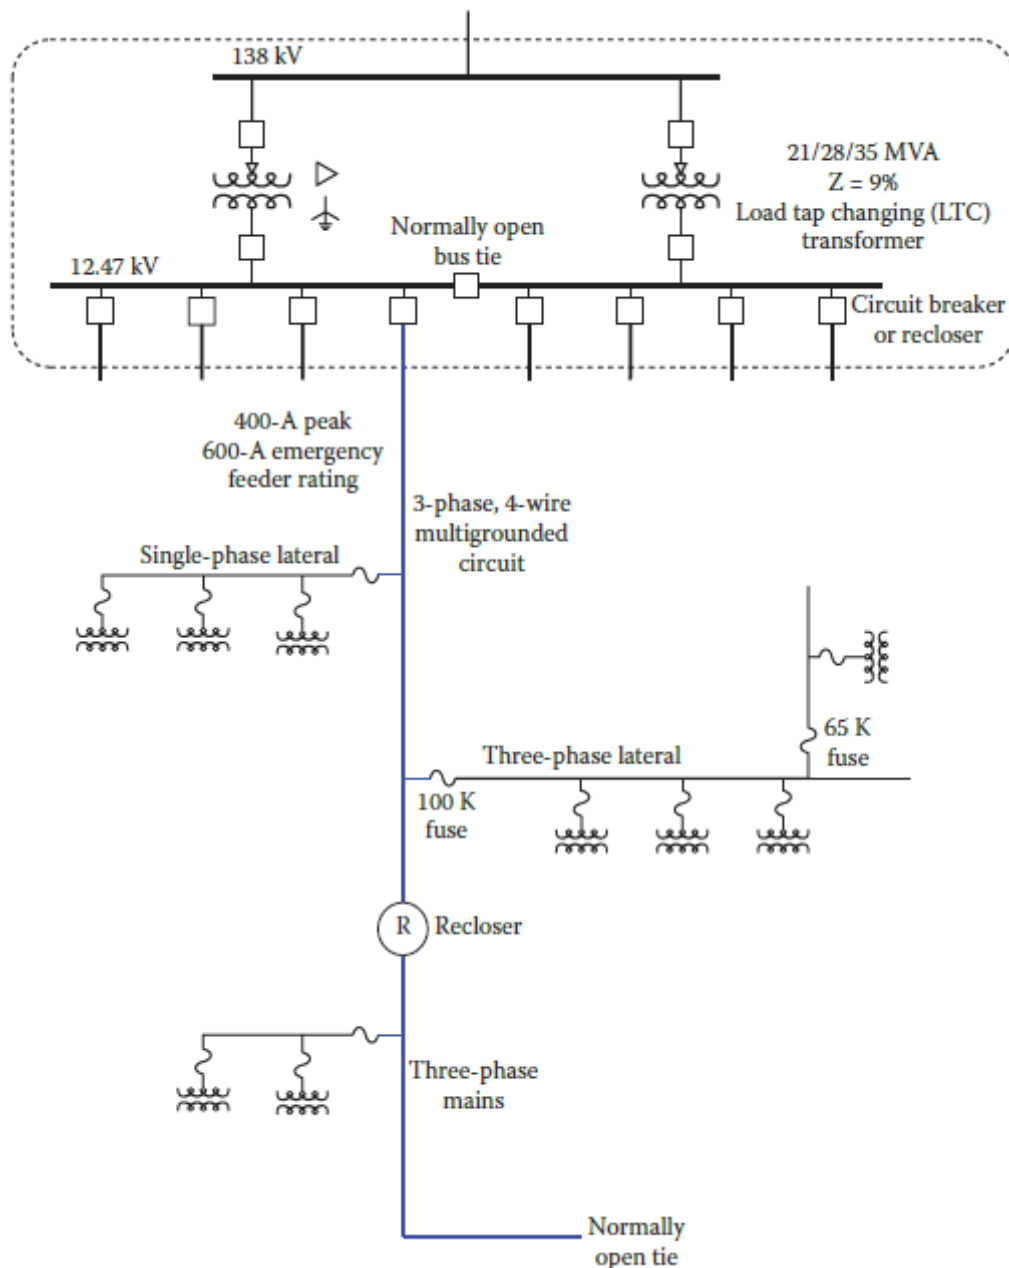 138 kV
21/28/35 MVA
Z = 9%
Load tap changing (LTC)
transformer
Normally open
bus tie
12.47 kV
Circuit breaker
or recloser
400-A peak
600-A emergency
feeder rating
3-phase, 4-wire
multigrounded
circuit
Single-phase lateral
65 K
fuse
Three-phase lateral
100 K
fuse
R
Recloser
Three-phase
mains
Normally
open tie